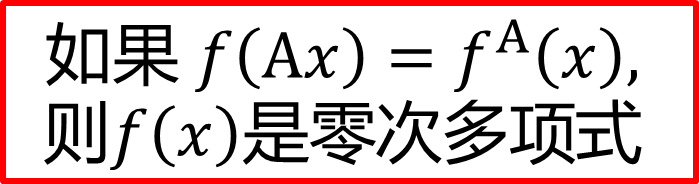 如果 f(Ax) = f^A(x),
则f(x)是零次多项式